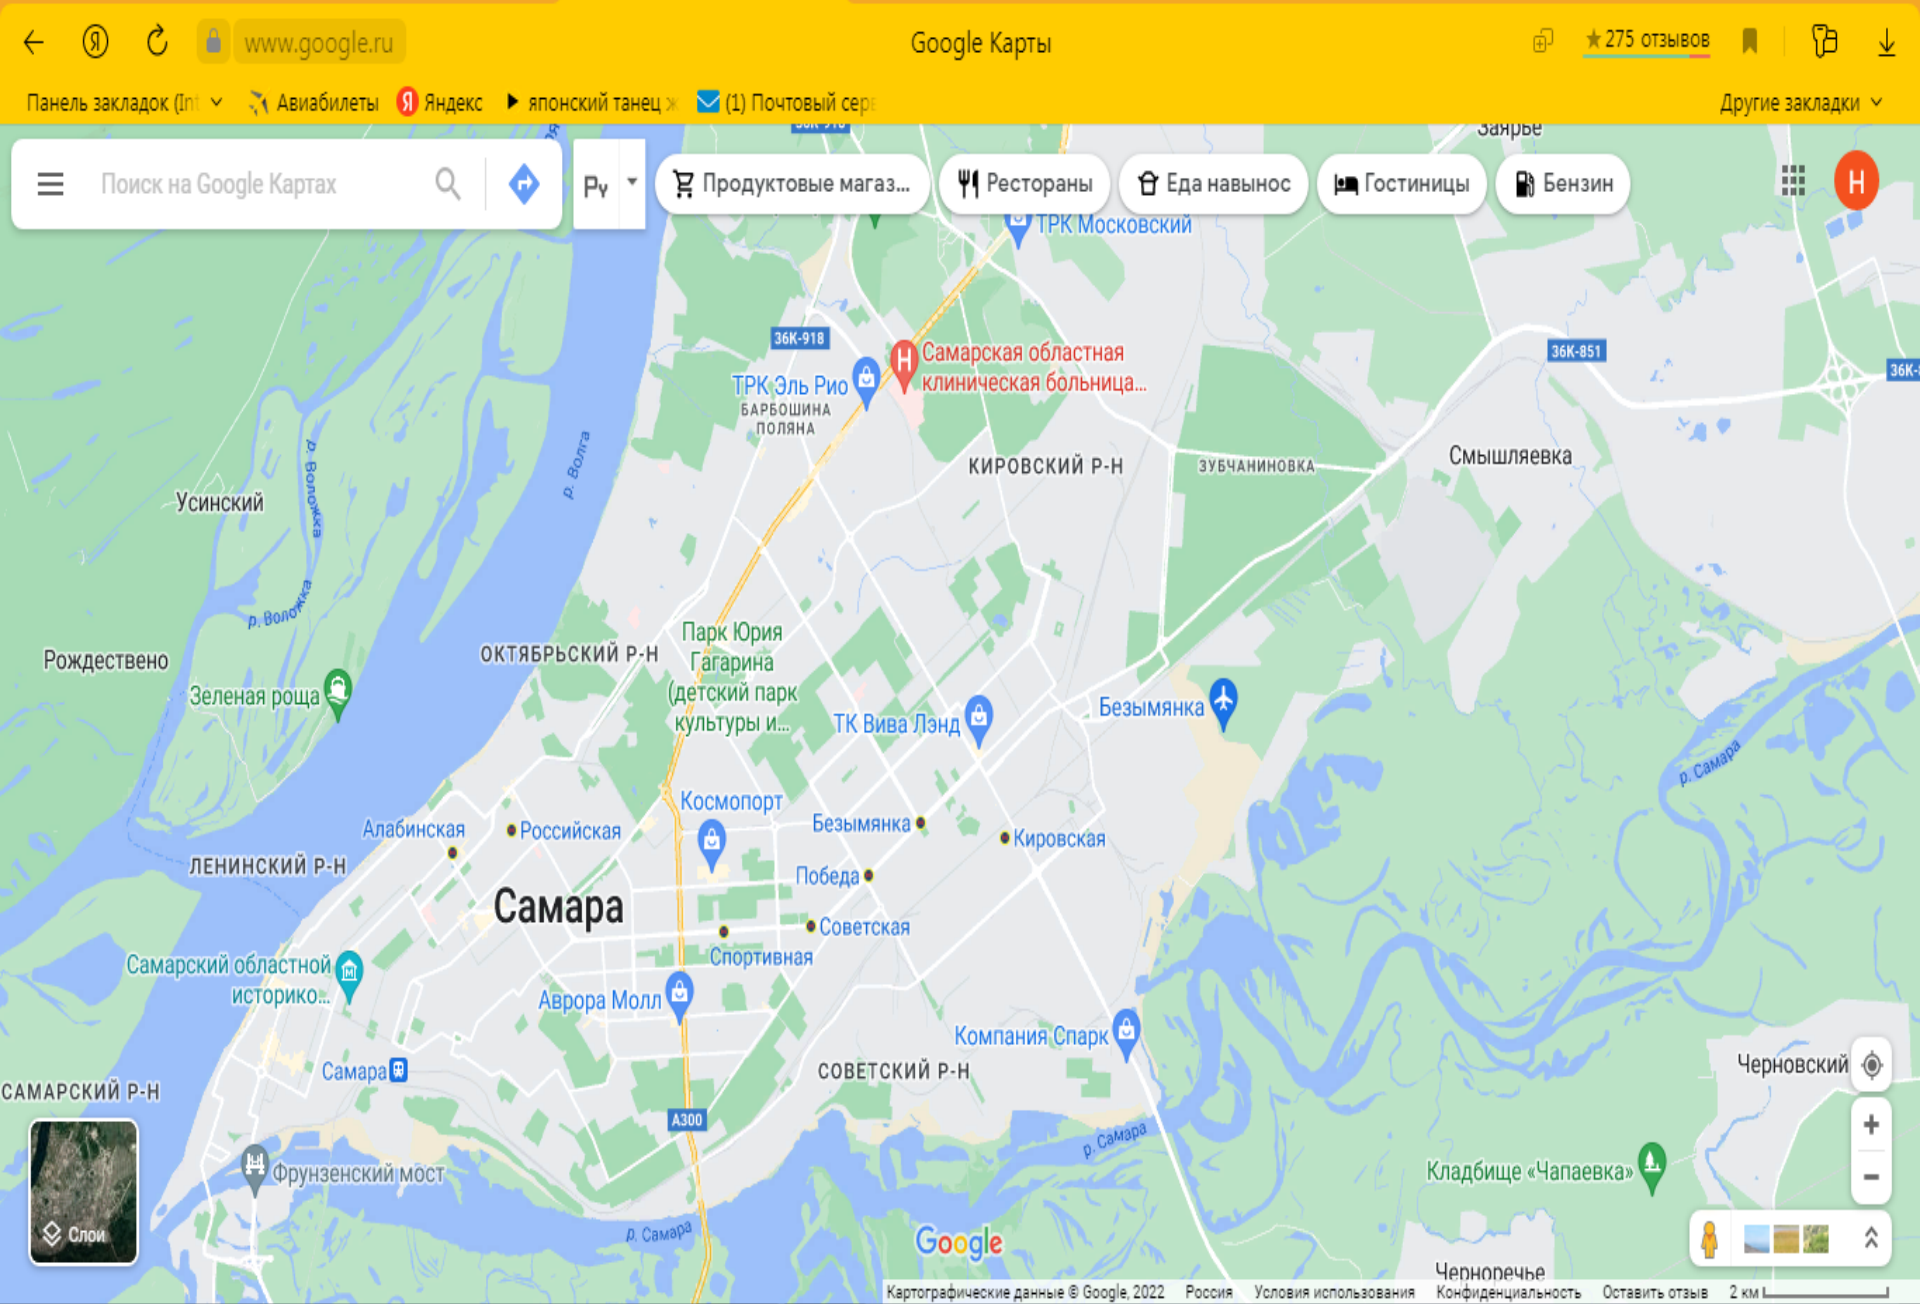 www.google.ru
Google Карты
275 отзывов
Панель закладок (Int
Авиабилеты
Яндекс
японский танец ж
(1) Почтовый серв
Другие закладки
Заярье
Поиск на Google Картах
Ру
Продуктовые магаз...
Рестораны
Еда навынос
Гостиницы
Бензин
Н
ТРК Московский
36К-918
Самарская областная
клиническая больница...
36К-851
ТРК Эль Рио
БАРБОШИНА
ПОЛЯНА
р. Волга
р. Воложка
КИРОВСКИЙ Р-Н
ЗУБЧАНИНОВКА
Смышляевка
Усинский
р. Воложка
Рождествено
ОКТЯБРЬСКИЙ Р-Н
Парк Юрия
Гагарина
(детский парк
культуры и...
Зеленая роща
ТК Вива Лэнд
Безымянка
р. Самара
Космопорт
Алабинская
Российская
Безымянка
Кировская
ЛЕНИНСКИЙ Р-Н
Победа
Самара
Советская
Спортивная
Самарский областной
историко...
Аврора Молл
Компания Спарк
Самара
СОВЕТСКИЙ Р-Н
Черновский
САМАРСКИЙ Р-Н
А300
р. Самара
Фрунзенский мост
Кладбище «Чапаевка»
Слои
р. Самара
Google
Черноречье
Картографические данные © Google, 2022
Россия
Условия использования
Конфиденциальность
Оставить отзыв
2 км